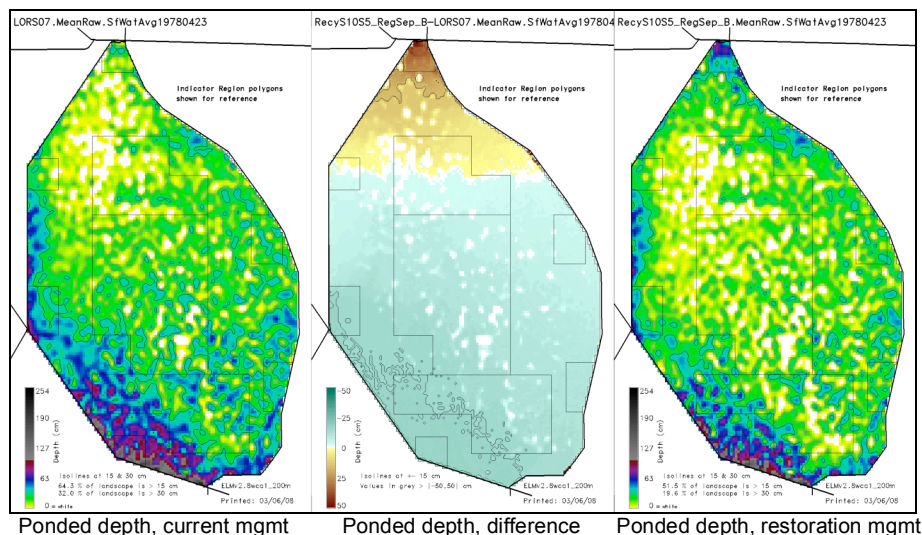 LORS07.MeanRaw.SfWatAvg19780423
RecyS10S5_RegSep_B-LORS07.MeanRaw.SfWatAvg197804
RecyS10S5_RegSep_B.MeanRaw.SfWatAvg19780423
Indicator Region polygons
shown for reference
Indicator Region polygons
shown for reference
Indicator Region polygons
shown for reference
254
190
127
63
0 = white
Depth (cm)
Isolines at 15 & 30 cm
64.3 % of landscape is > 15 cm
32.0 % of landscape is > 30 cm
ELMv2.8wca1_200m
Printed: 03/06/08
-50
-25
0
25
50
Depth (cm)
Isolines at +- 15 cm
Values in grey > |-50,50| cm
ELMv2.8wca1_200m
Printed: 03/06/08
254
190
127
63
0 = white
Depth (cm)
Isolines at 15 & 30 cm
51.5 % of landscape is > 15 cm
19.6 % of landscape is > 30 cm
ELMv2.8wca1_200m
Printed: 03/06/08
Ponded depth, current mgmt
Ponded depth, difference
Ponded depth, restoration mgmt